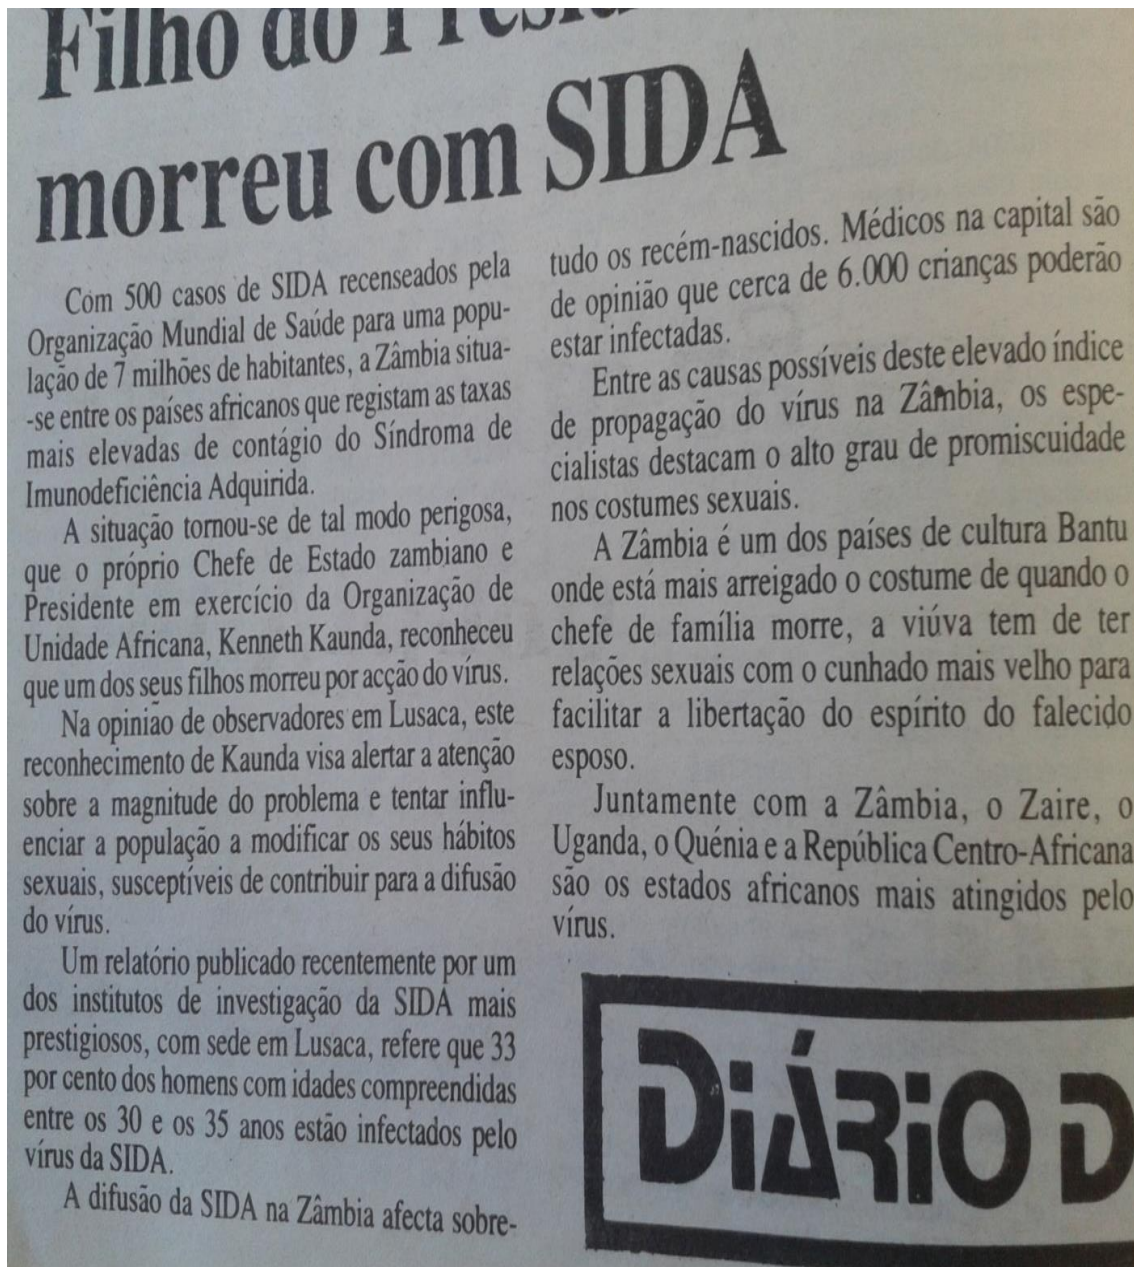 Filho do
morreu com SIDA
Com 500 casos de SIDA recenseados pela
Organização Mundial de Saúde para uma popu-
lação de 7 milhões de habitantes, a Zâmbia situa-
-se entre os países africanos que registam as taxas
mais elevadas de contágio do Síndroma de
Imunodeficiência Adquirida.
A situação tornou-se de tal modo perigosa,
que o próprio Chefe de Estado zambiano e
Presidente em exercício da Organização de
Unidade Africana, Kenneth Kaunda, reconheceu
que um dos seus filhos morreu por acção do vírus.
Na opinião de observadores em Lusaca, este
reconhecimento de Kaunda visa alertar a atenção
sobre a magnitude do problema e tentar influ-
enciar a população a modificar os seus hábitos
sexuais, susceptíveis de contribuir para a difusão
do vírus.
Um relatório publicado recentemente por um
dos institutos de investigação da SIDA mais
prestigiosos, com sede em Lusaca, refere que 33
por cento dos homens com idades compreendidas
entre os 30 e os 35 anos estão infectados pelo
vírus da SIDA.
A difusão da SIDA na Zâmbia afecta sobre-
tudo os recém-nascidos. Médicos na capital são
de opinião que cerca de 6.000 crianças poderão
estar infectadas.
Entre as causas possíveis deste elevado índice
de propagação do vírus na Zâmbia, os espe-
cialistas destacam o alto grau de promiscuidade
nos costumes sexuais.
A Zâmbia é um dos países de cultura Bantu
onde está mais arreigado o costume de quando o
chefe de família morre, a viúva tem de ter
relações sexuais com o cunhado mais velho para
facilitar a libertação do espírito do falecido
esposo.
Juntamente com a Zâmbia, o Zaire, o
Uganda, o Quénia e a República Centro-Africana
são os estados africanos mais atingidos pelo
vírus.
DiÁRiO D